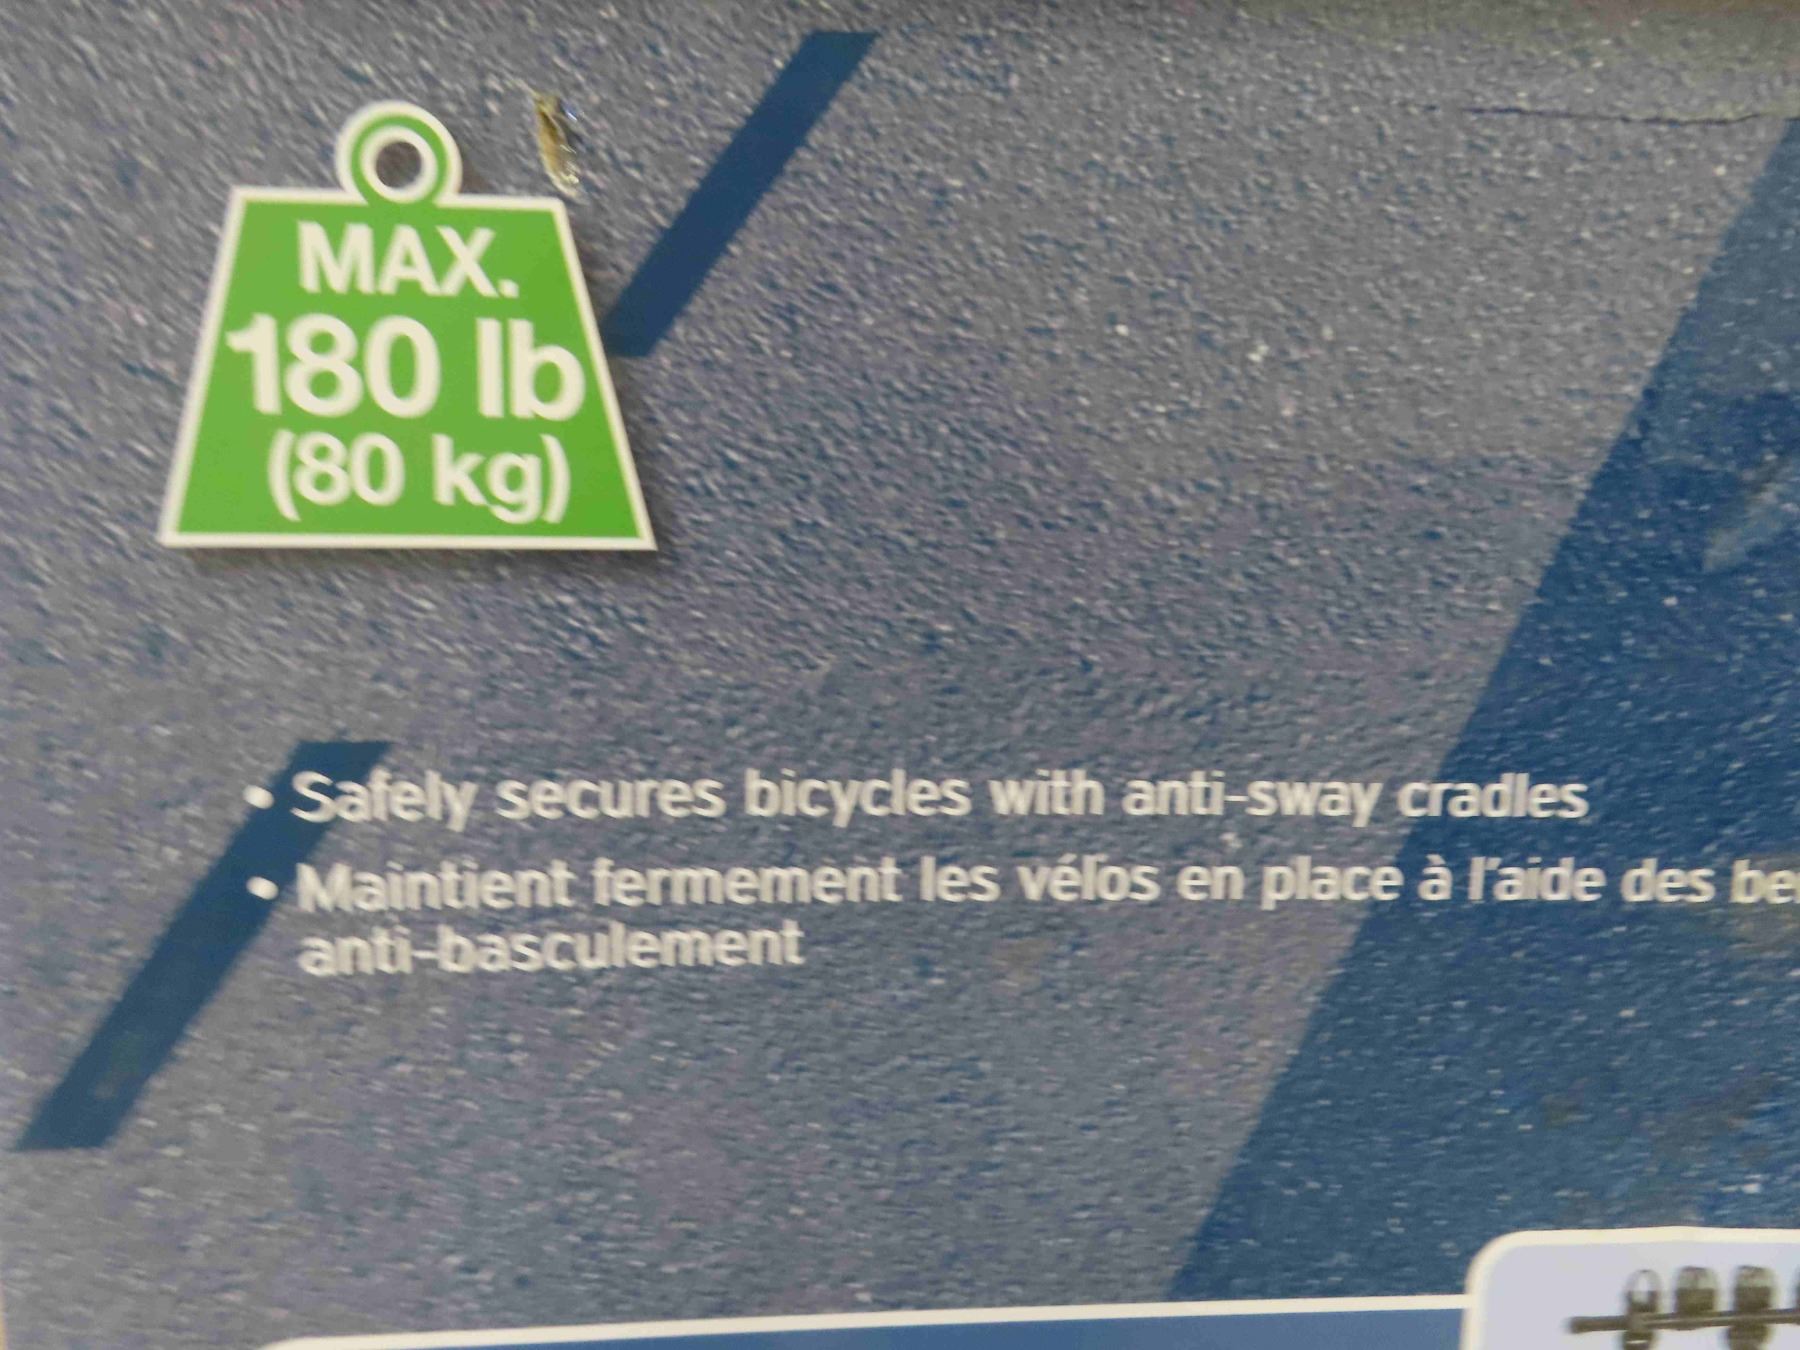 MAX.
180 lb
(80 kg)
• Safely secures bicycles with anti-sway cradles
• Maintient fermement les vélos en place à l'aide des
anti-basculement